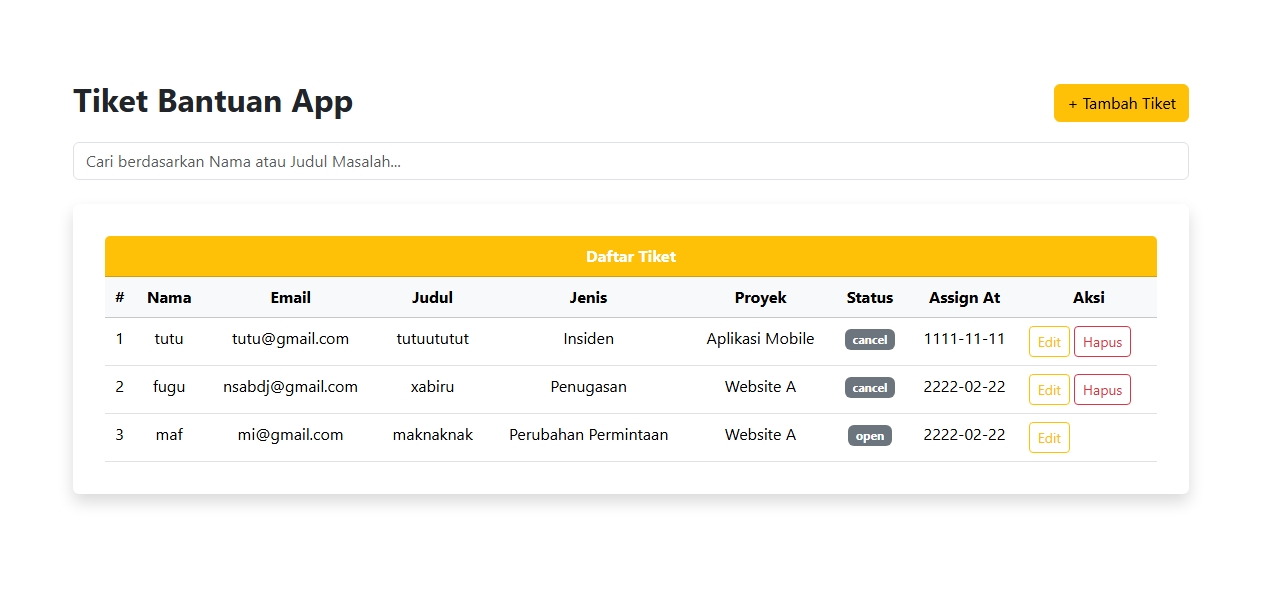 Tiket Bantuan App
+ Tambah Tiket
Cari berdasarkan Nama atau Judul Masalah...
Daftar Tiket
# Nama Email Judul Jenis Proyek Status Assign At Aksi
1 tutu tutu@gmail.com tutuututut Insiden Aplikasi Mobile cancel 1111-11-11 Edit Hapus
2 fugu nsabdj@gmail.com xabiru Penugasan Website A cancel 2222-02-22 Edit Hapus
3 maf mi@gmail.com maknaknak Perubahan Permintaan Website A open 2222-02-22 Edit